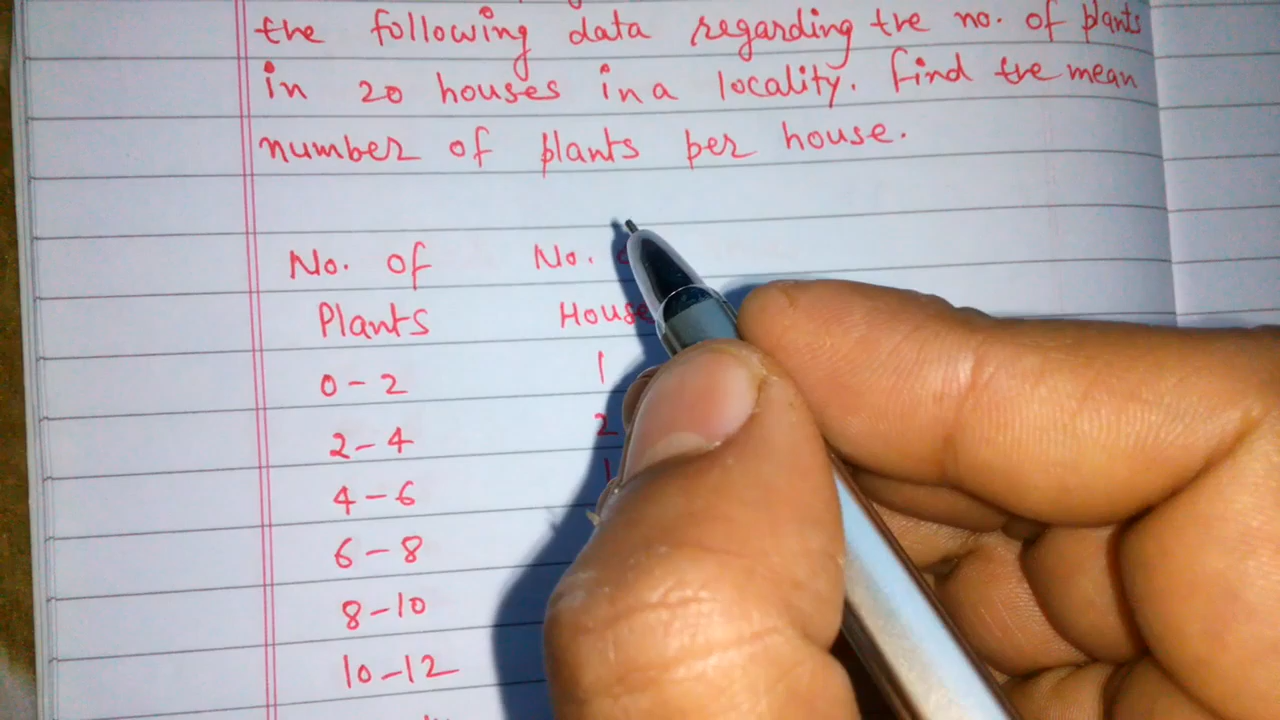 the following data regarding the no. of plants
in 20 houses in a locality. Find the mean
number of plants per house.
No. of No.
Plants House
0-2 1
2-4 2
4-6 1
6-8
8-10
10-12